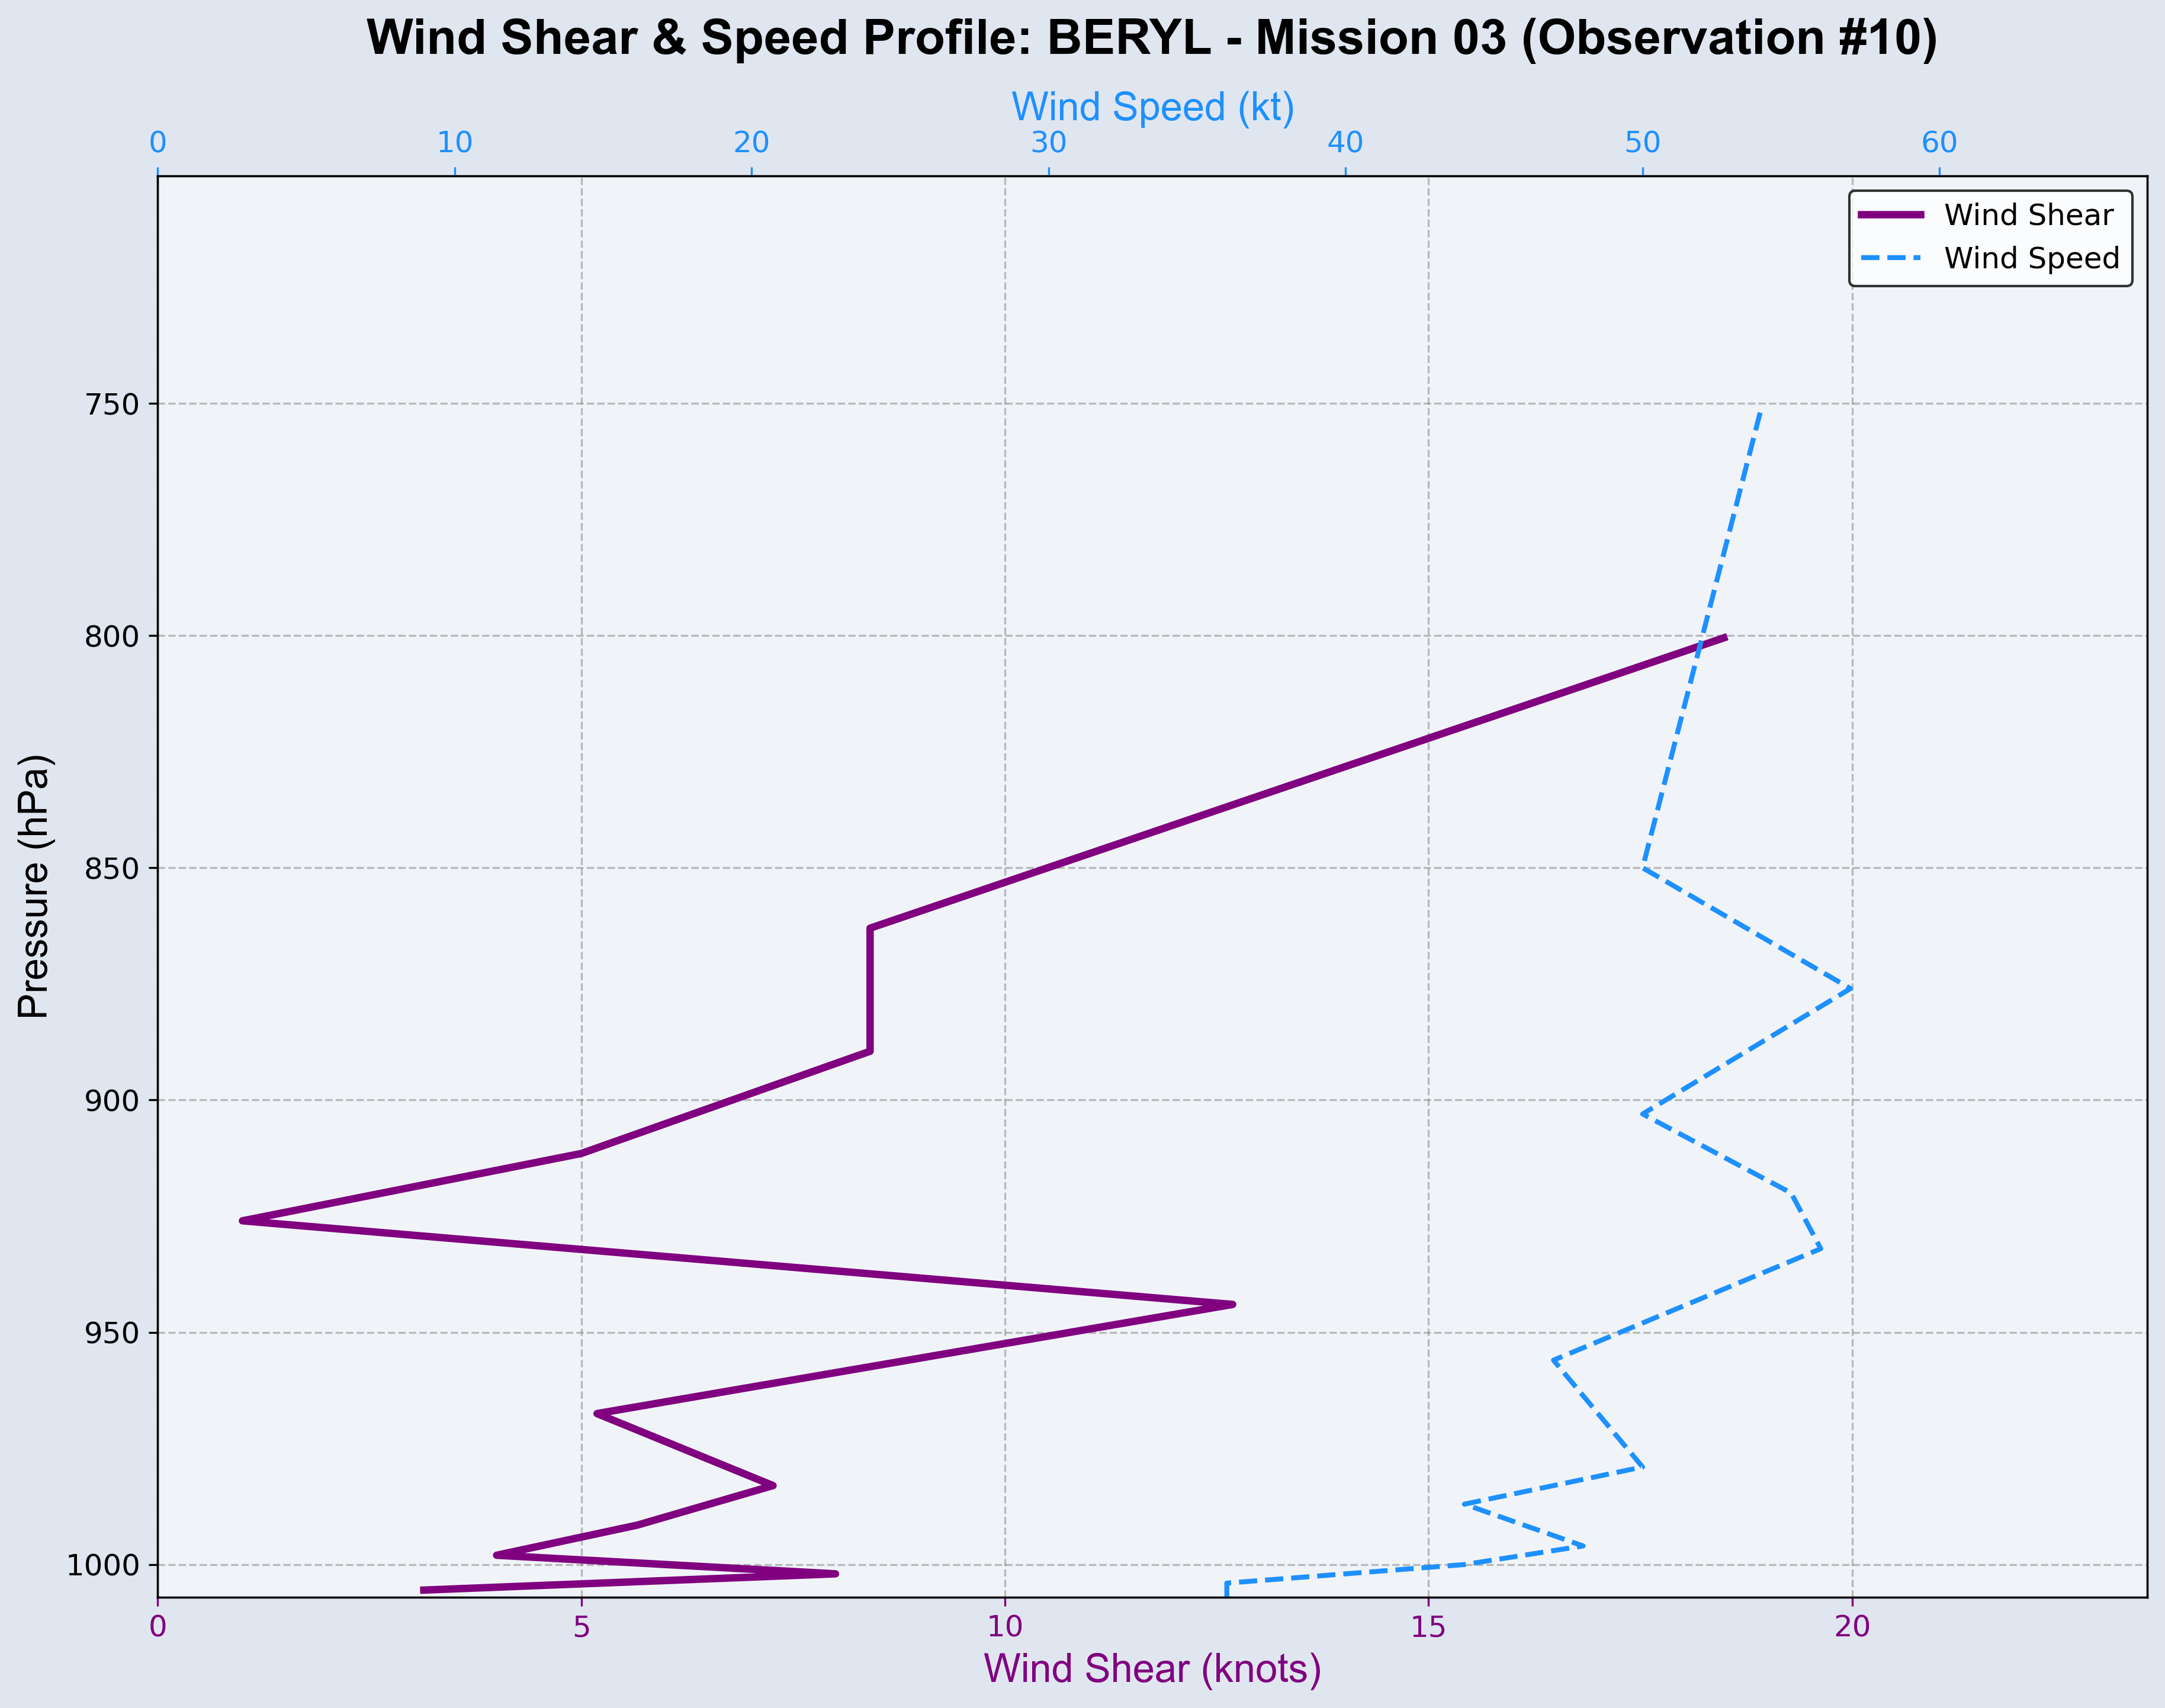 Wind Shear & Speed Profile: BERYL - Mission 03 (Observation #10)
Wind Speed (kt)
0 10 20 30 40 50 60
Wind Shear
Wind Speed
Pressure (hPa)
750
800
850
900
950
1000
0 5 10 15 20
Wind Shear (knots)